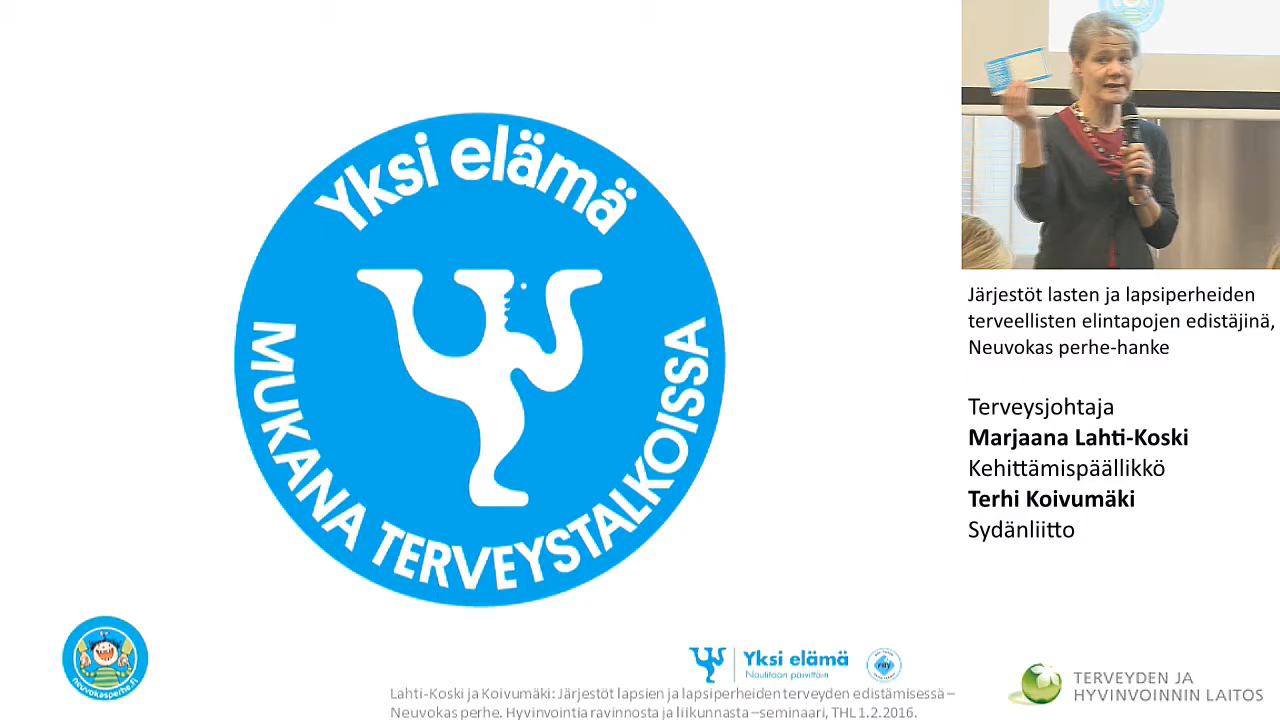 Yksi elämä
MUKANA TERVEYSTALKOISSA
Järjestöt lasten ja lapsiperheiden
terveellisten elintapojen edistäjinä,
Neuvokas perhe-hanke
Terveysjohtaja
Marjaana Lahti-Koski
Kehittämispäällikkö
Terhi Koivumäki
Sydänliitto
neuvokasperhe.fi
Yksi elämä
Nautitaan päivittäin
Lahti-Koski ja Koivumäki: Järjestöt lapsien ja lapsiperheiden terveyden edistämisessä –
Neuvokas perhe. Hyvinvointia ravinnosta ja liikunnasta –seminaari, THL 1.2.2016.
TERVEYDEN JA
HYVINVOINNIN LAITOS